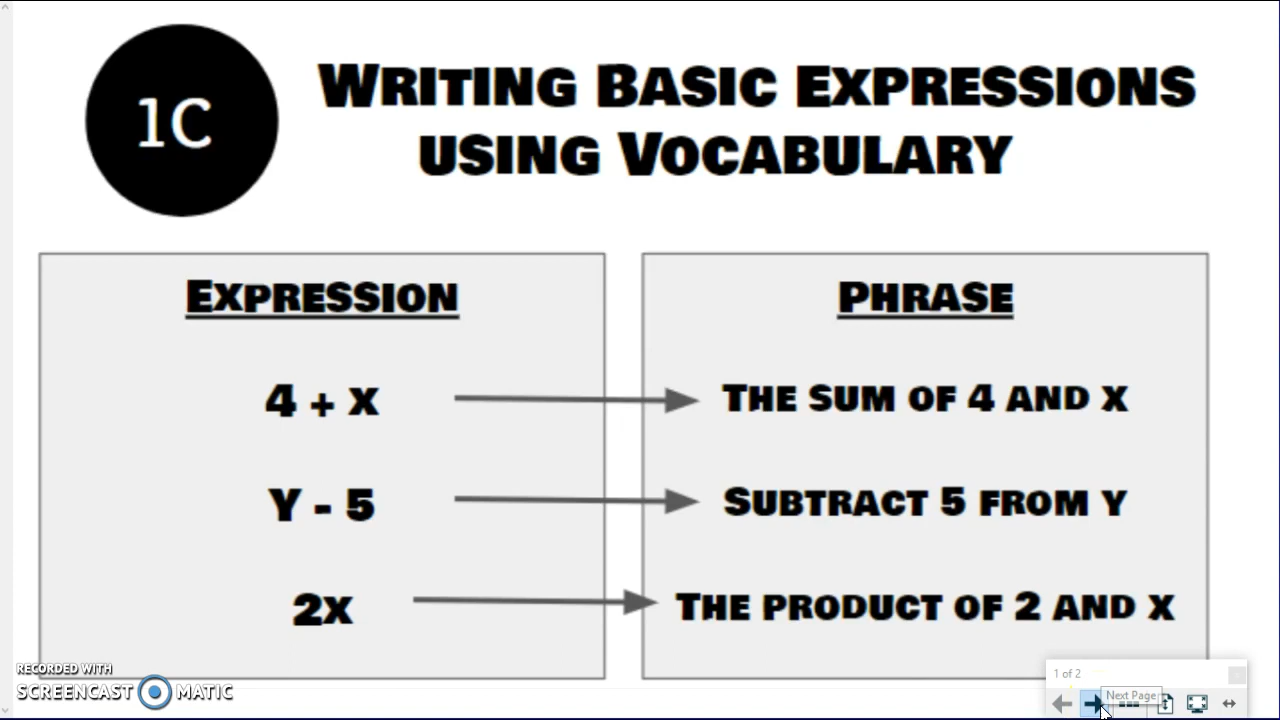 1C
WRITING BASIC EXPRESSIONS
USING VOCABULARY
EXPRESSION
4 + X
Y - 5
2X
PHRASE
THE SUM OF 4 AND X
SUBTRACT 5 FROM Y
THE PRODUCT OF 2 AND X
RECORDED WITH
SCREENCAST MATIC
1 of 2
Next Page